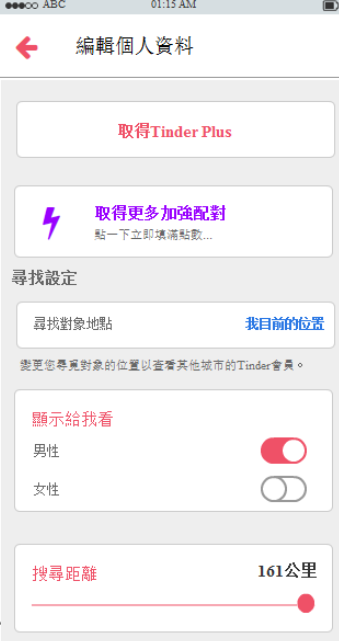 ABC 01:15 AM
編輯個人資料
取得Tinder Plus
取得更多加強配對
點一下立即填滿點數...
尋找設定
尋找對象地點 我目前的位置
變更您尋覓對象的位置以查看其他城市的Tinder會員。
顯示給我看
男性
女性
搜尋距離 161公里